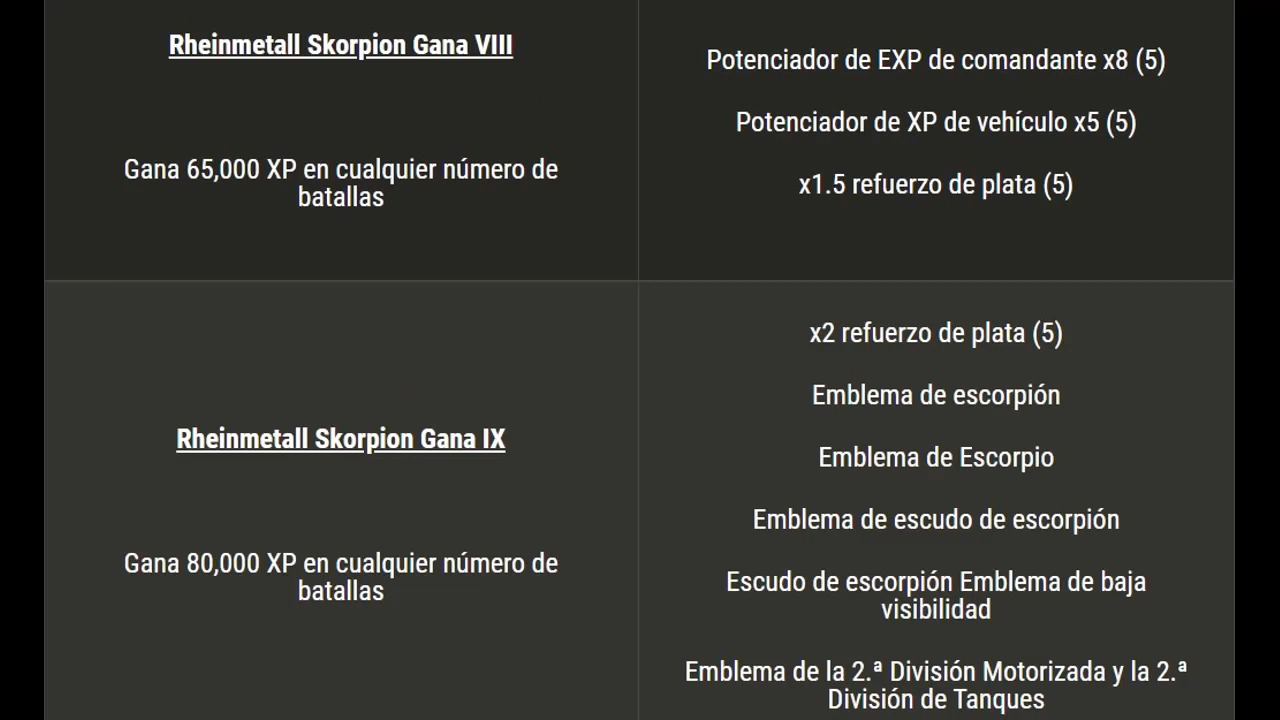 Rheinmetall Skorpion Gana VIII
Gana 65,000 XP en cualquier número de
batallas
Potenciador de EXP de comandante x8 (5)
Potenciador de XP de vehículo x5 (5)
x1.5 refuerzo de plata (5)
Rheinmetall Skorpion Gana IX
Gana 80,000 XP en cualquier número de
batallas
x2 refuerzo de plata (5)
Emblema de escorpión
Emblema de Escorpio
Emblema de escudo de escorpión
Escudo de escorpión Emblema de baja
visibilidad
Emblema de la 2.ª División Motorizada y la 2.ª
División de Tanques